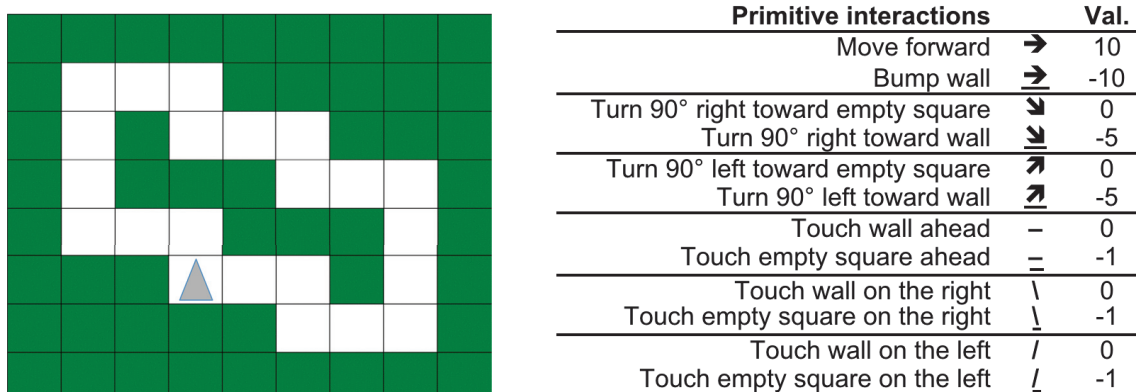 Primitive interactions Val.
Move forward → 10
Bump wall → -10
Turn 90° right toward empty square ↘ 0
Turn 90° right toward wall ↘ -5
Turn 90° left toward empty square ↗ 0
Turn 90° left toward wall ↗ -5
Touch wall ahead – 0
Touch empty square ahead – -1
Touch wall on the right \ 0
Touch empty square on the right \ -1
Touch wall on the left / 0
Touch empty square on the left / -1